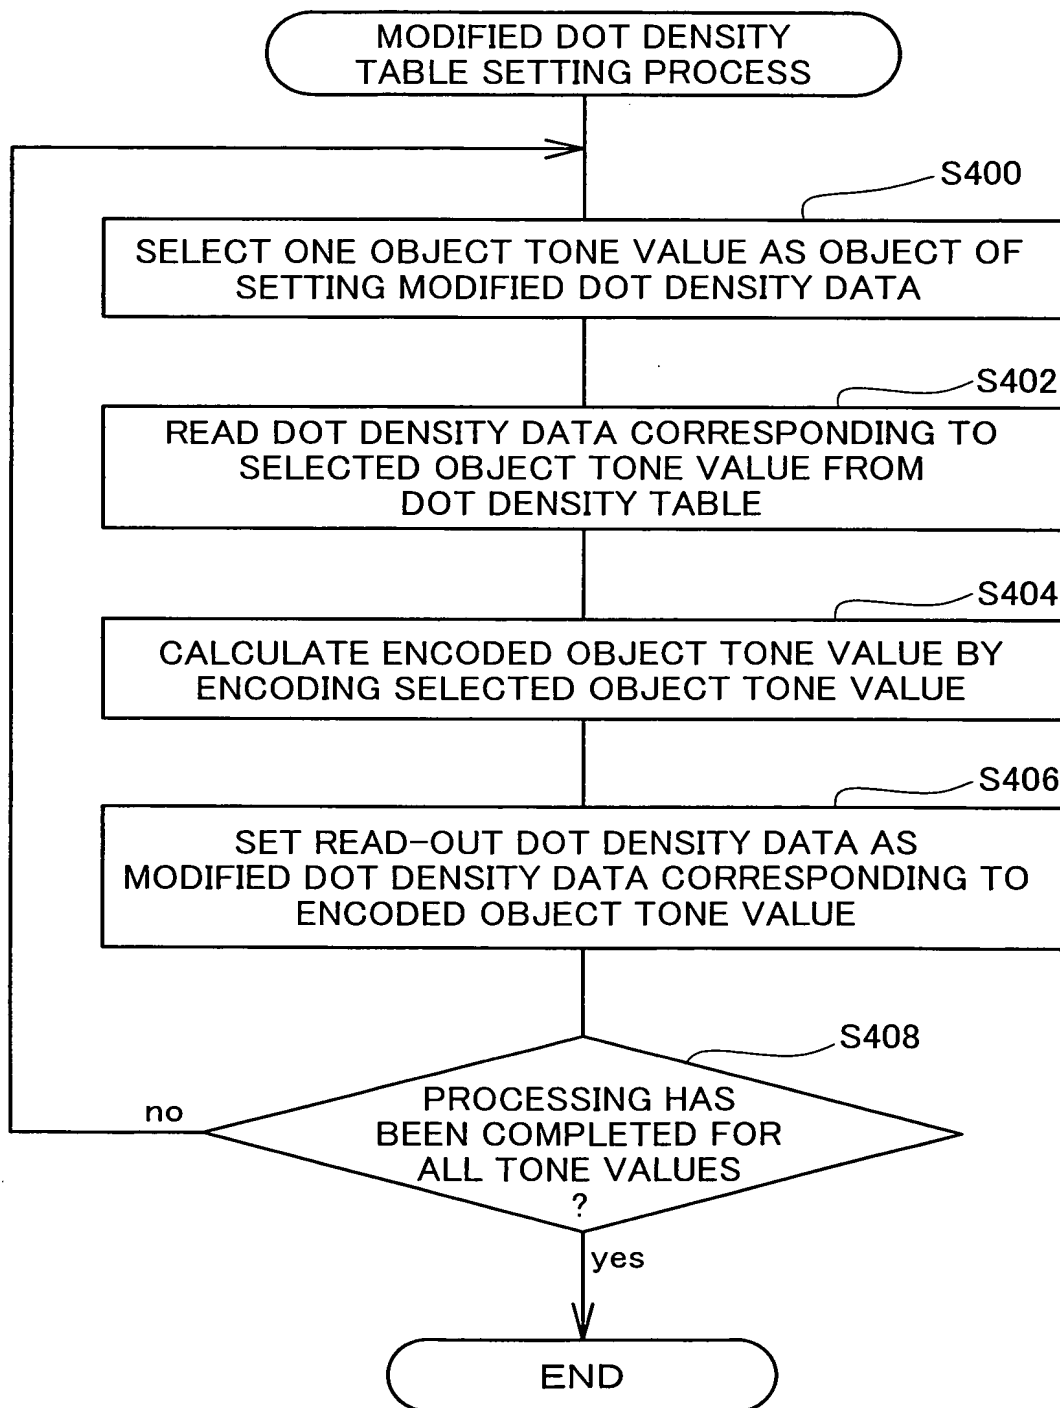 MODIFIED DOT DENSITY
TABLE SETTING PROCESS
S400
SELECT ONE OBJECT TONE VALUE AS OBJECT OF
SETTING MODIFIED DOT DENSITY DATA
S402
READ DOT DENSITY DATA CORRESPONDING TO
SELECTED OBJECT TONE VALUE FROM
DOT DENSITY TABLE
S404
CALCULATE ENCODED OBJECT TONE VALUE BY
ENCODING SELECTED OBJECT TONE VALUE
S406
SET READ-OUT DOT DENSITY DATA AS
MODIFIED DOT DENSITY DATA CORRESPONDING TO
ENCODED OBJECT TONE VALUE
S408
no
PROCESSING HAS
BEEN COMPLETED FOR
ALL TONE VALUES
?
yes
END